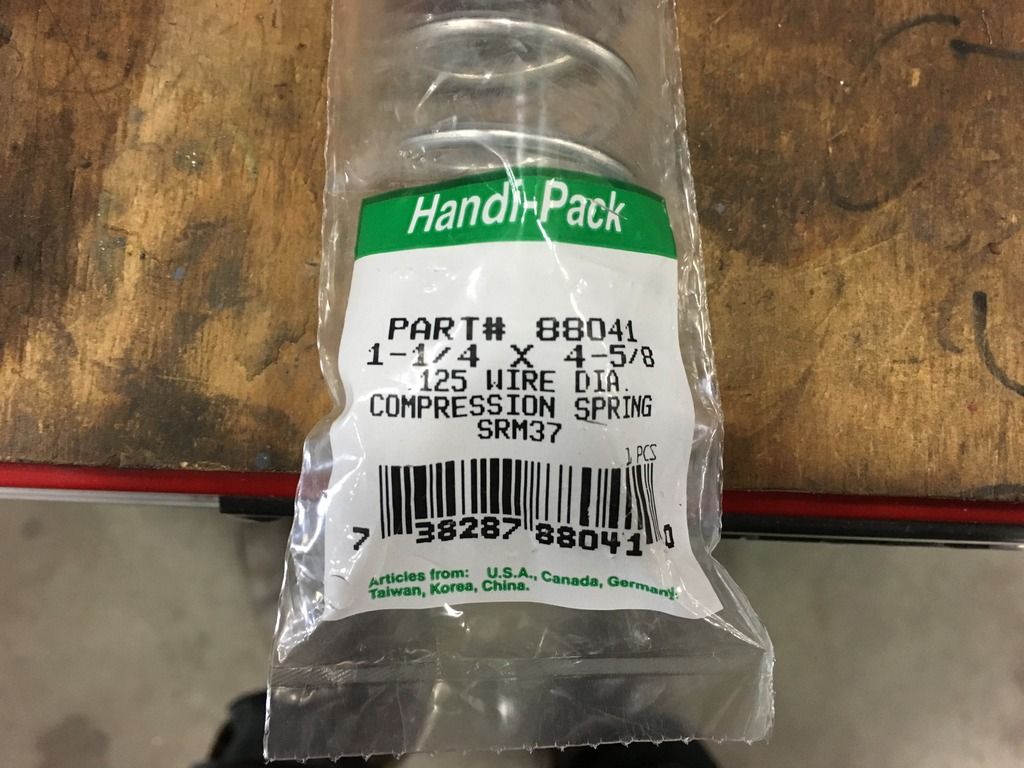 Handi-Pack
PART# 88041
1-1/4 X 4-5/8
.125 WIRE DIA.
COMPRESSION SPRING
SRM37
1 PCS
7 38287 88041 0
Articles from: U.S.A., Canada, Germany,
Taiwan, Korea, China.